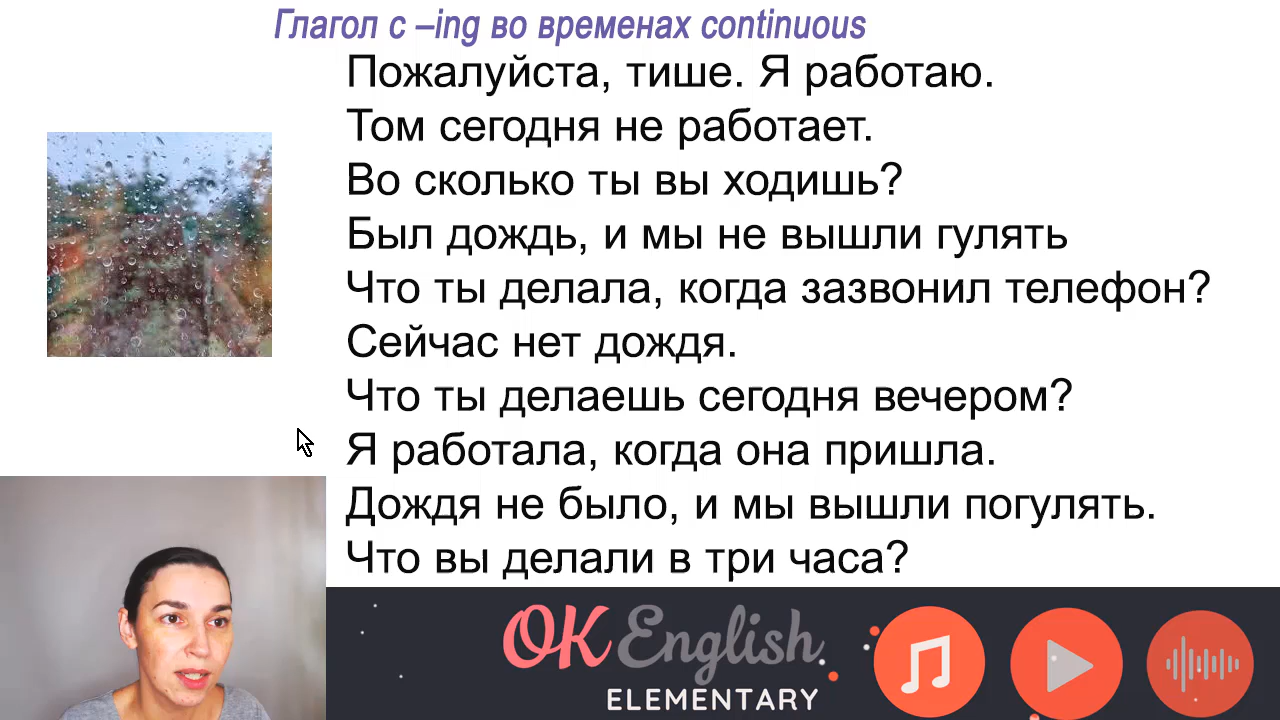 Глагол с –ing во временах continuous
Пожалуйста, тише. Я работаю.
Том сегодня не работает.
Во сколько ты вы ходишь?
Был дождь, и мы не вышли гулять
Что ты делала, когда зазвонил телефон?
Сейчас нет дождя.
Что ты делаешь сегодня вечером?
Я работала, когда она пришла.
Дождя не было, и мы вышли погулять.
Что вы делали в три часа?
OK English
ELEMENTARY